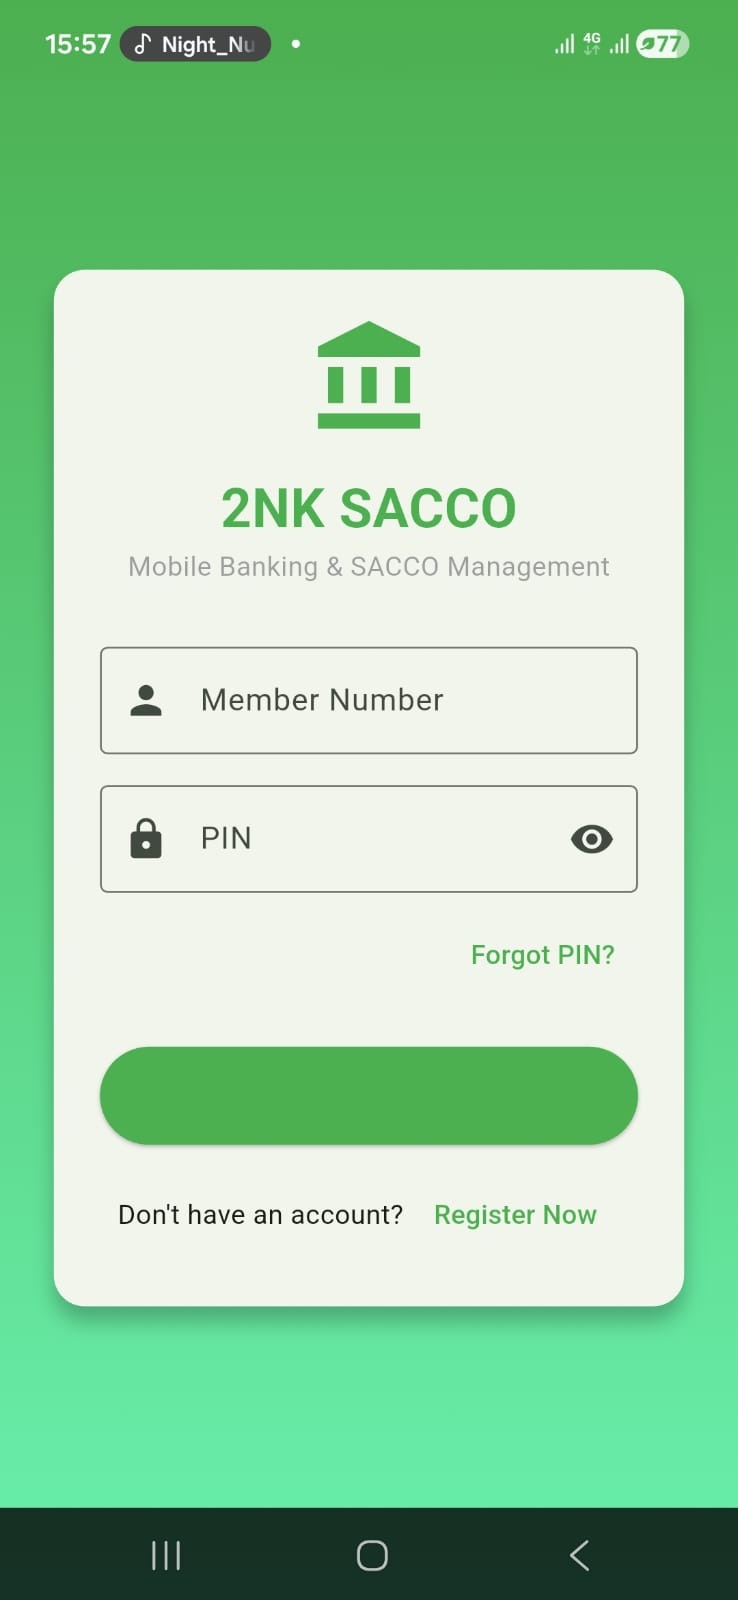 15:57 Night_Nu 4G 77
2NK SACCO
Mobile Banking & SACCO Management
Member Number
PIN
Forgot PIN?
Don't have an account? Register Now